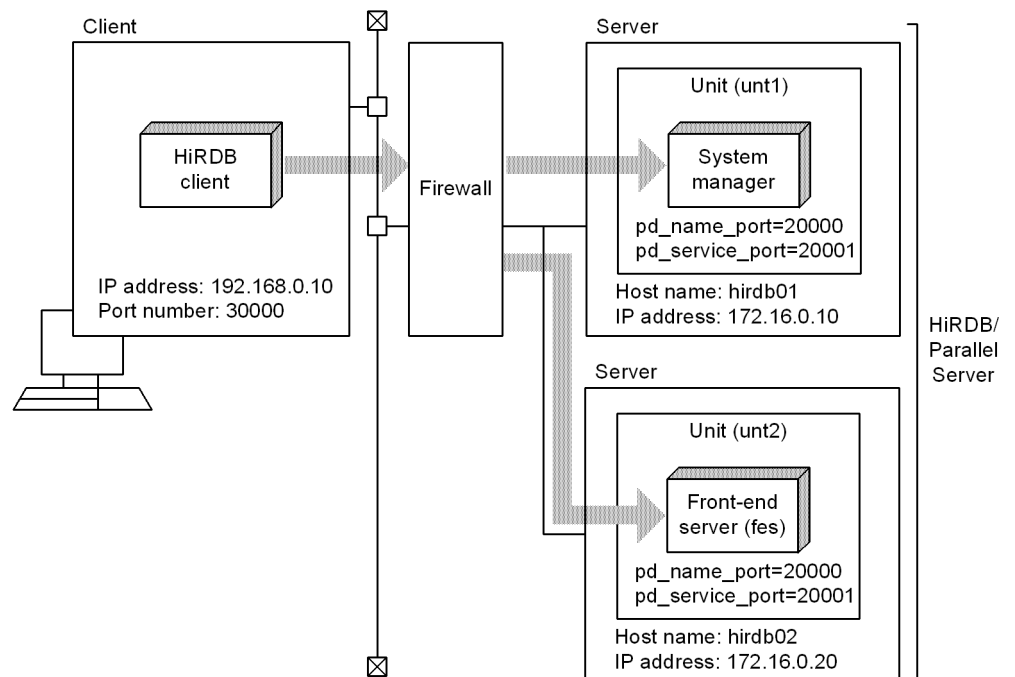 Client
HiRDB
client
IP address: 192.168.0.10
Port number: 30000
Firewall
Server
Unit (unt1)
System
manager
pd_name_port=20000
pd_service_port=20001
Host name: hirdb01
IP address: 172.16.0.10
Server
Unit (unt2)
Front-end
server (fes)
pd_name_port=20000
pd_service_port=20001
Host name: hirdb02
IP address: 172.16.0.20
HiRDB/
Parallel
Server